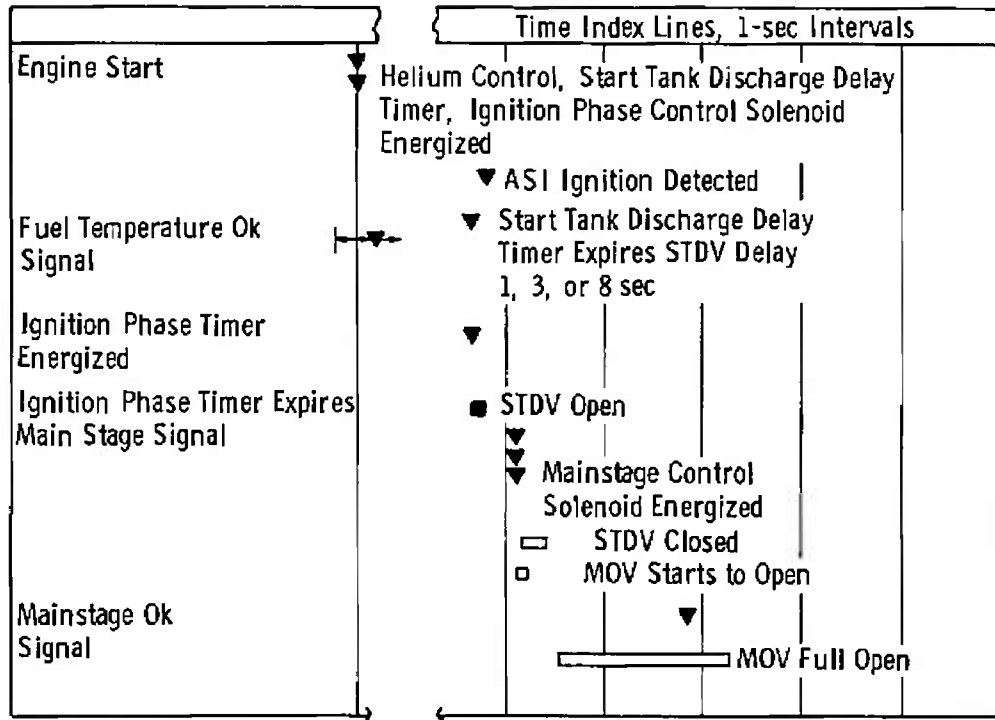 Time Index Lines, 1-sec Intervals
Engine Start
Helium Control, Start Tank Discharge Delay
Timer, Ignition Phase Control Solenoid
Energized
ASI Ignition Detected
Fuel Temperature Ok
Signal
Start Tank Discharge Delay
Timer Expires STDV Delay
1, 3, or 8 sec
Ignition Phase Timer
Energized
Ignition Phase Timer Expires
Main Stage Signal
STDV Open
Mainstage Control
Solenoid Energized
STDV Closed
MOV Starts to Open
Mainstage Ok
Signal
MOV Full Open